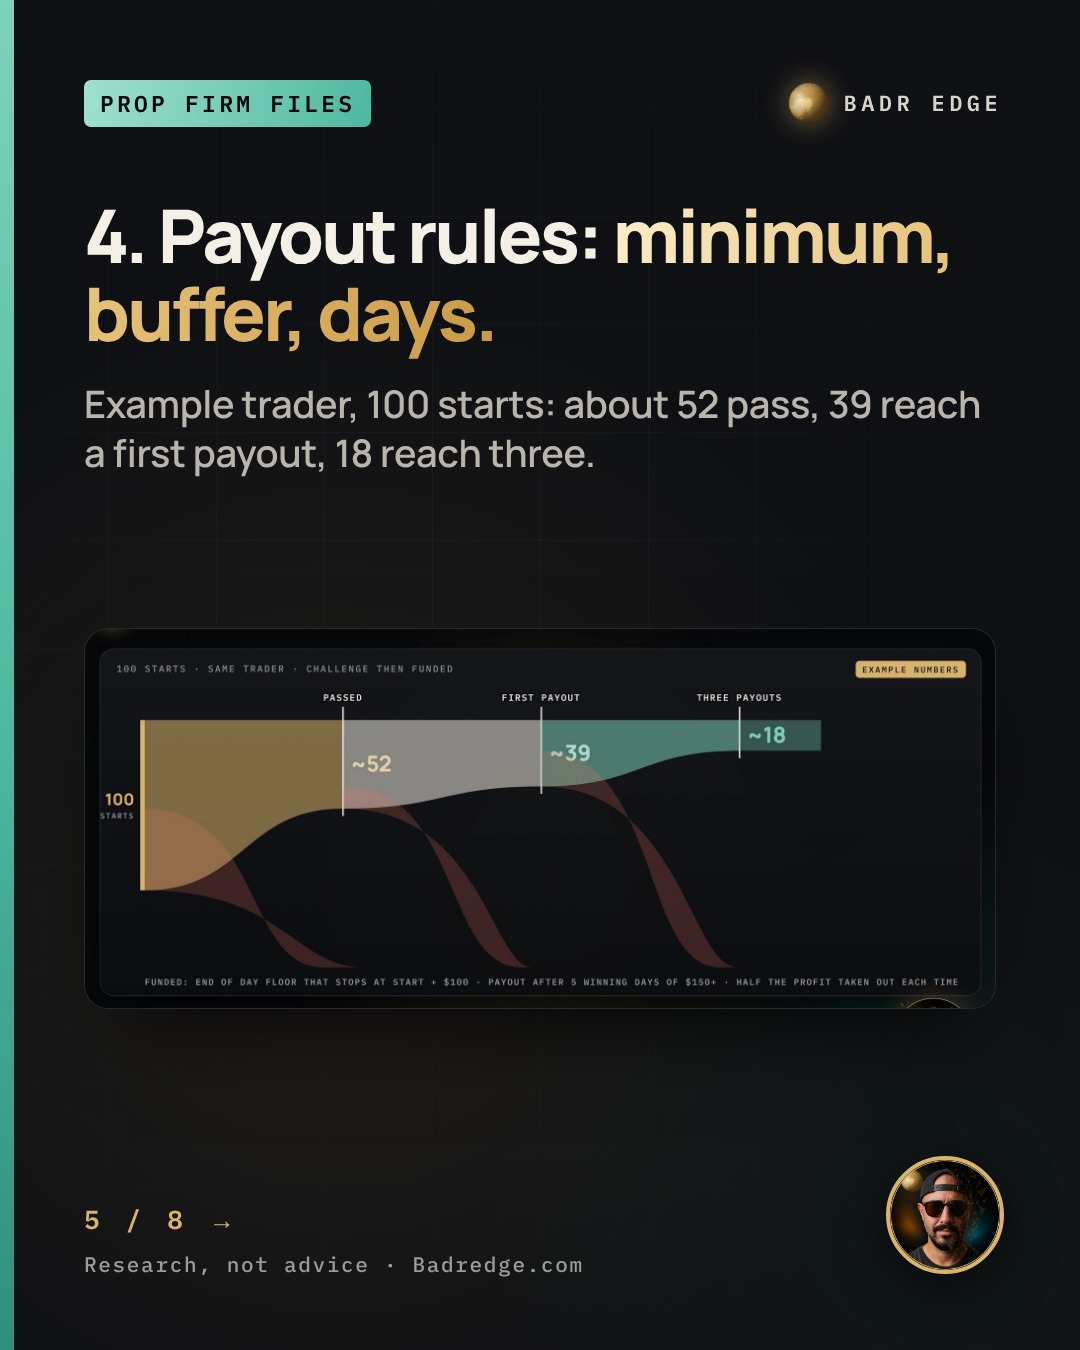 PROP FIRM FILES
BADR EDGE
4. Payout rules: minimum,
buffer, days.
Example trader, 100 starts: about 52 pass, 39 reach
a first payout, 18 reach three.
100 STARTS · SAME TRADER · CHALLENGE THEN FUNDED
EXAMPLE NUMBERS
PASSED
FIRST PAYOUT
THREE PAYOUTS
~18
~39
~52
100
STARTS
FUNDED: END OF DAY FLOOR THAT STOPS AT START + $100 · PAYOUT AFTER 5 WINNING DAYS OF $150+ · HALF THE PROFIT TAKEN OUT EACH TIME
5 / 8 →
Research, not advice · Badredge.com